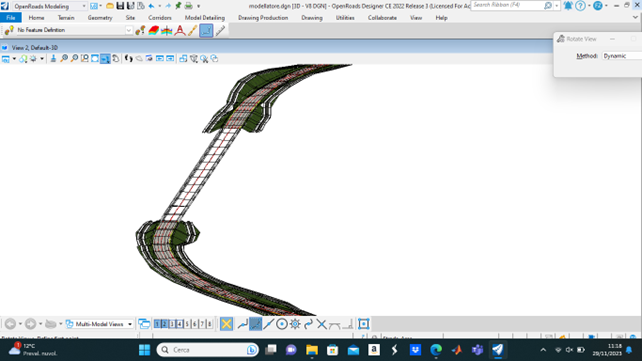 OpenRoads Modeling
modellstore.dgn [3D - V8 DGN] - OpenRoads Designer CE 2022 Release 3 [Licensed For Ac
Search Ribbon (F4)
File Home Terrain Geometry Site Corridors Model Detailing Drawing Production Drawing Utilities Collaborate View Help
No Feature Definition
Rotate View
View 2, Default-3D
Method: Dynamic
Multi-Model Views 1 2 3 4 5 6 7 8
12°C
Preval. nuvol.
Cerca
11:18
29/11/2023